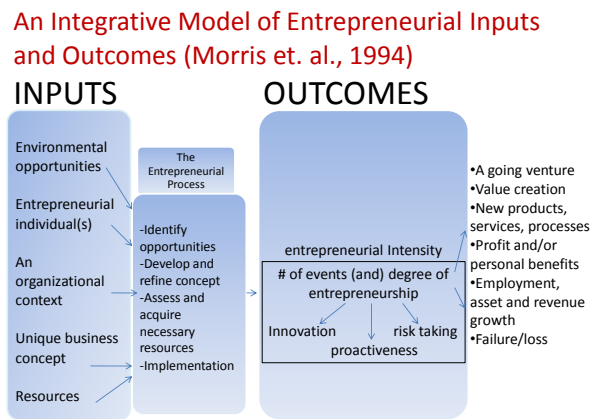 An Integrative Model of Entrepreneurial Inputs
and Outcomes (Morris et. al., 1994)
INPUTS
OUTCOMES
Environmental
opportunities
Entrepreneurial
individual(s)
An
organizational
context
Unique business
concept
Resources
The
Entrepreneurial
Process
-Identify
opportunities
-Develop and
refine concept
-Assess and
acquire
necessary
resources
-Implementation
entrepreneurial Intensity
# of events (and) degree of
entrepreneurship
Innovation
risk taking
proactiveness
•A going venture
•Value creation
•New products,
services, processes
•Profit and/or
personal benefits
•Employment,
asset and revenue
growth
•Failure/loss